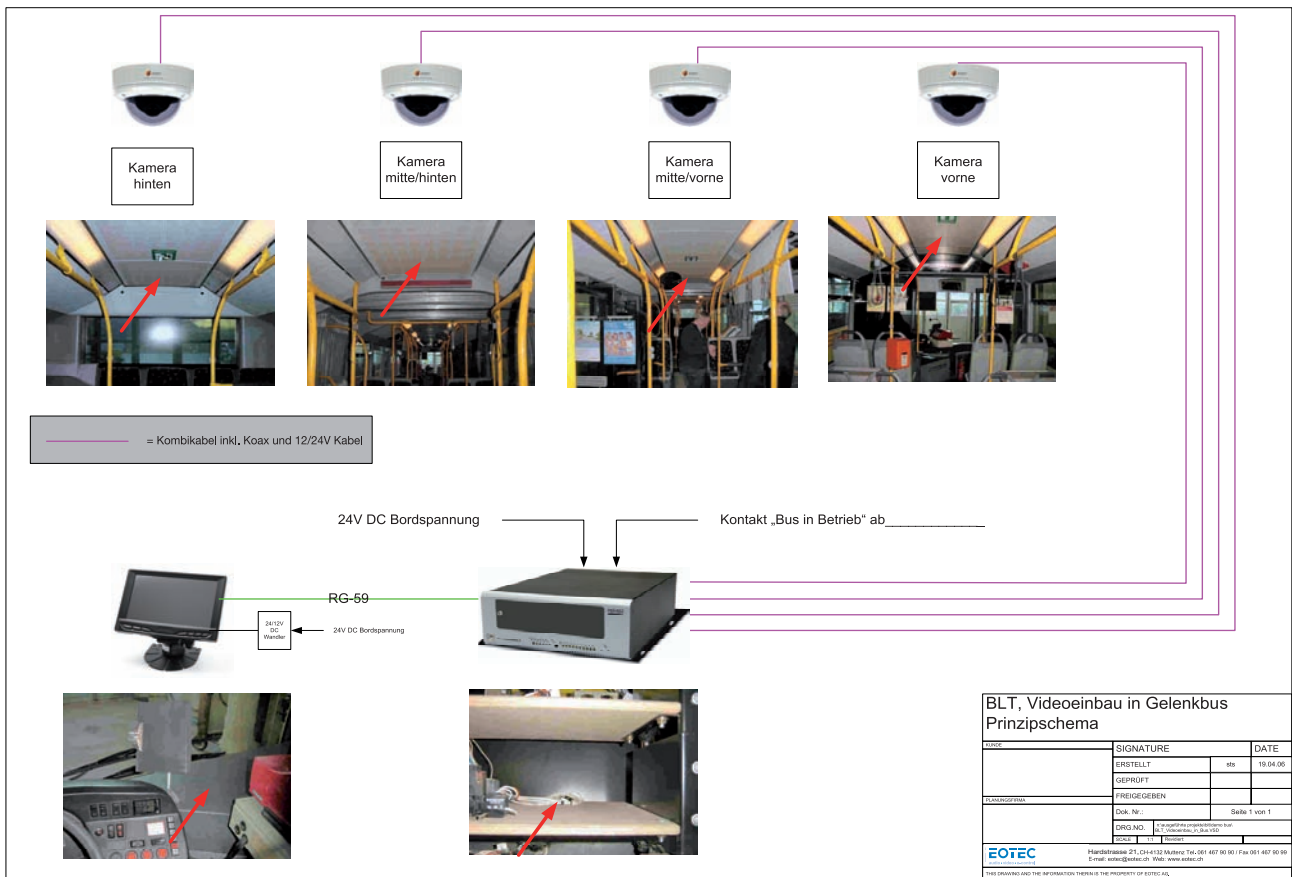 Kamera
hinten
Kamera
mitte/hinten
Kamera
mitte/vorne
Kamera
vorne
= Kombikabel inkl. Koax und 12/24V Kabel
24V DC Bordspannung
Kontakt „Bus in Betrieb“ ab_____________
RG-59
24/12V
DC
Wandler
24V DC Bordspannung
BLT, Videoeinbau in Gelenkbus
Prinzipschema
KUNDE
SIGNATURE DATE
ERSTELLT sts 19.04.06
GEPRÜFT
FREIGEGEBEN
PLANUNGSFIRMA
Dok. Nr.: Seite 1 von 1
DRG.NO.
BLT_Videoeinbau_in_Bus.VSD
SCALE 1:1 Revidiert:
EOTEC
Hardstrasse 21, CH-4132 Muttenz Tel. 061 467 90 90 / Fax 061 467 90 99
E-mail: eotec@eotec.ch Web: www.eotec.ch
THIS DRAWING AND THE INFORMATION THEREIN IS THE PROPERTY OF EOTEC AG.